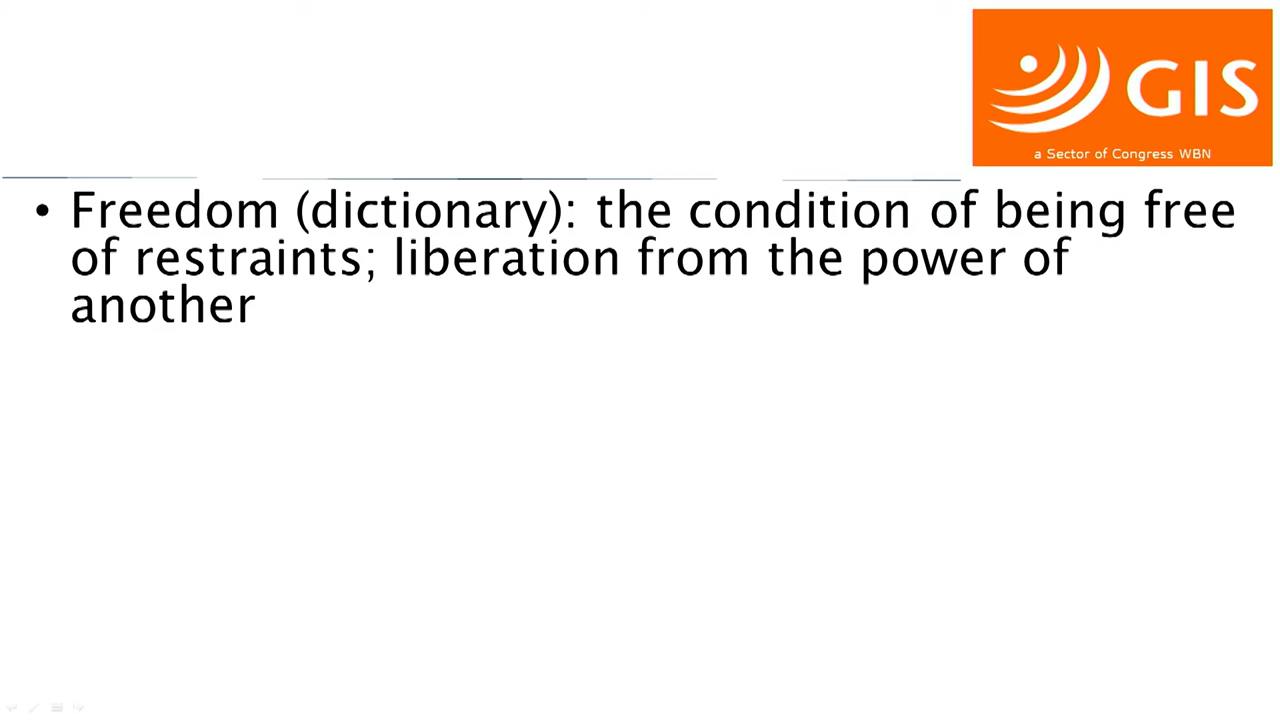 GIS
a Sector of Congress WBN
• Freedom (dictionary): the condition of being free
of restraints; liberation from the power of
another